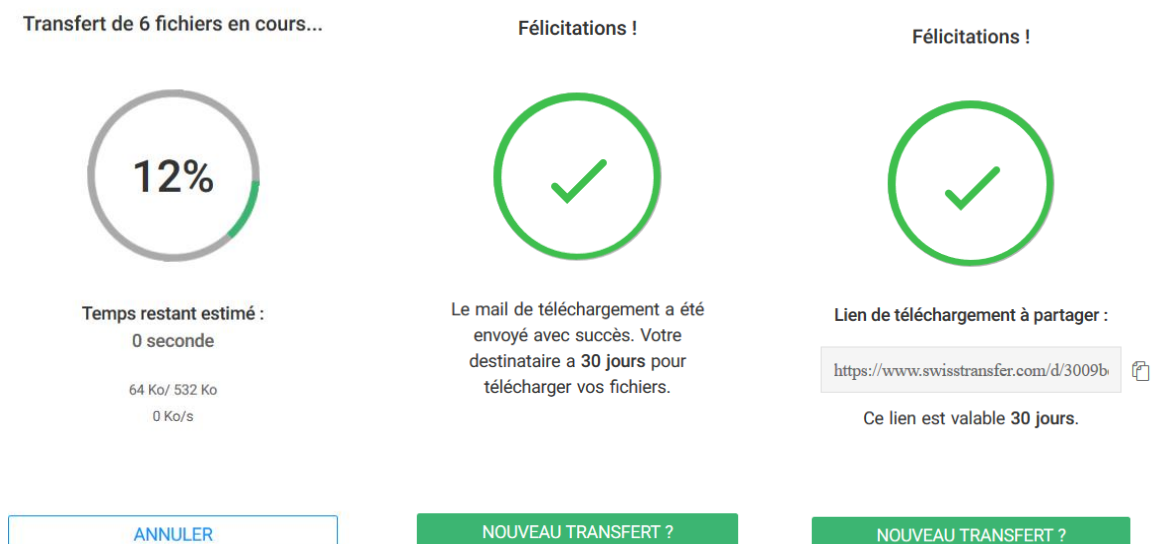 Transfert de 6 fichiers en cours...
12%
Temps restant estimé :
0 seconde
64 Ko/ 532 Ko
0 Ko/s
ANNULER
Félicitations !
Le mail de téléchargement a été
envoyé avec succès. Votre
destinataire a 30 jours pour
télécharger vos fichiers.
NOUVEAU TRANSFERT ?
Félicitations !
Lien de téléchargement à partager :
https://www.swisstransfer.com/d/3009b
Ce lien est valable 30 jours.
NOUVEAU TRANSFERT ?